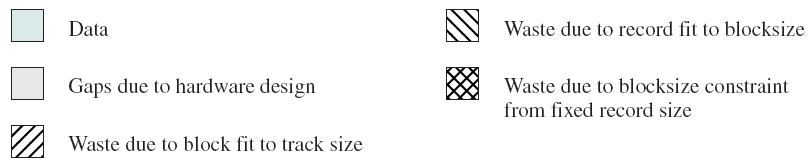 Data
Gaps due to hardware design
Waste due to block fit to track size
Waste due to record fit to blocksize
Waste due to blocksize constraint
from fixed record size